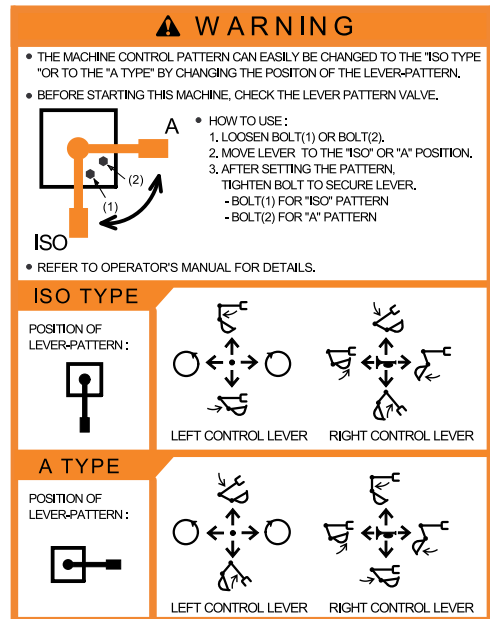 WARNING
• THE MACHINE CONTROL PATTERN CAN EASILY BE CHANGED TO THE "ISO TYPE
"OR TO THE "A TYPE" BY CHANGING THE POSITON OF THE LEVER-PATTERN.
• BEFORE STARTING THIS MACHINE, CHECK THE LEVER PATTERN VALVE.
A
(2)
(1)
ISO
• HOW TO USE :
1. LOOSEN BOLT(1) OR BOLT(2).
2. MOVE LEVER TO THE "ISO" OR "A" POSITION.
3. AFTER SETTING THE PATTERN,
TIGHTEN BOLT TO SECURE LEVER.
- BOLT(1) FOR "ISO" PATTERN
- BOLT(2) FOR "A" PATTERN
• REFER TO OPERATOR'S MANUAL FOR DETAILS.
ISO TYPE
POSITION OF
LEVER-PATTERN :
LEFT CONTROL LEVER
RIGHT CONTROL LEVER
A TYPE
POSITION OF
LEVER-PATTERN :
LEFT CONTROL LEVER
RIGHT CONTROL LEVER